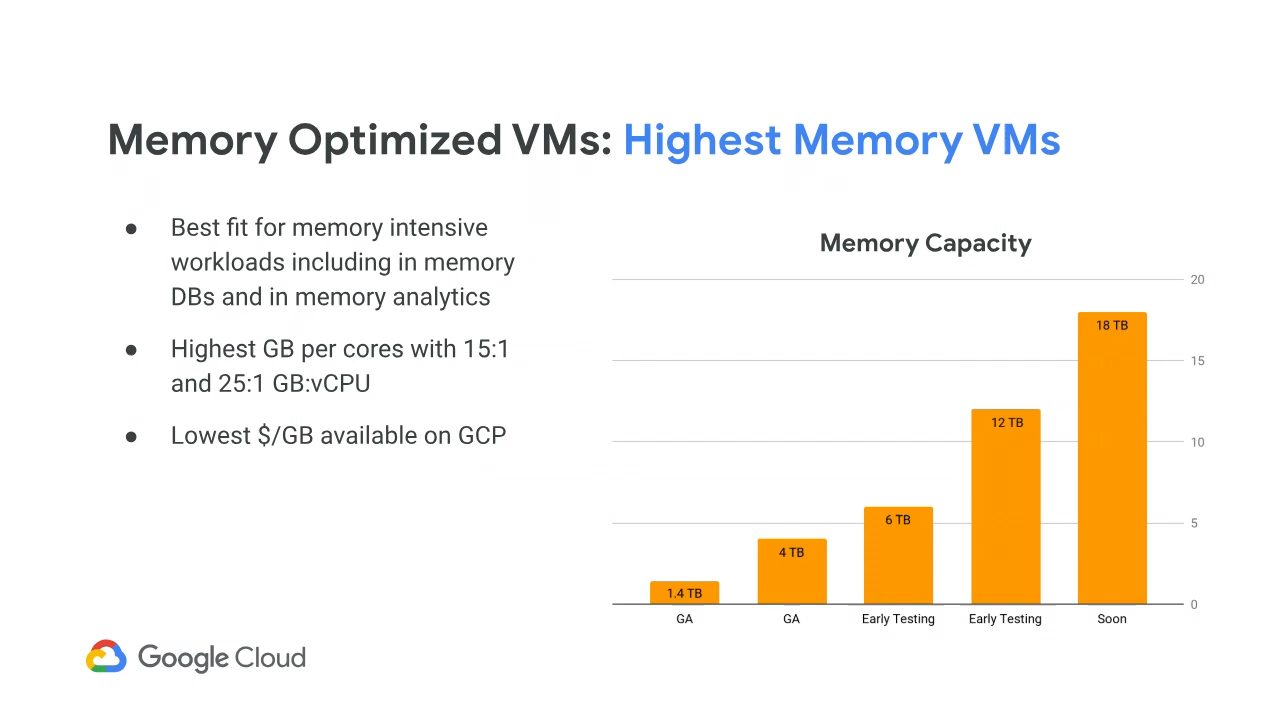 Memory Optimized VMs: Highest Memory VMs
● Best fit for memory intensive
workloads including in memory
DBs and in memory analytics
● Highest GB per cores with 15:1
and 25:1 GB:vCPU
● Lowest $/GB available on GCP
Memory Capacity
20
15
10
5
0
1.4 TB
4 TB
6 TB
12 TB
18 TB
GA
GA
Early Testing
Early Testing
Soon
Google Cloud